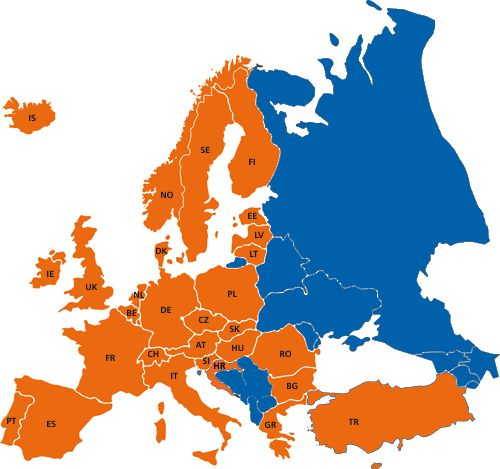 IS
SE
FI
NO
EE
LV
DK
LT
IE
UK
NL
PL
BE
DE
CZ
SK
FR
AT
HU
CH
RO
SI
HR
IT
BG
PT
ES
GR
TR